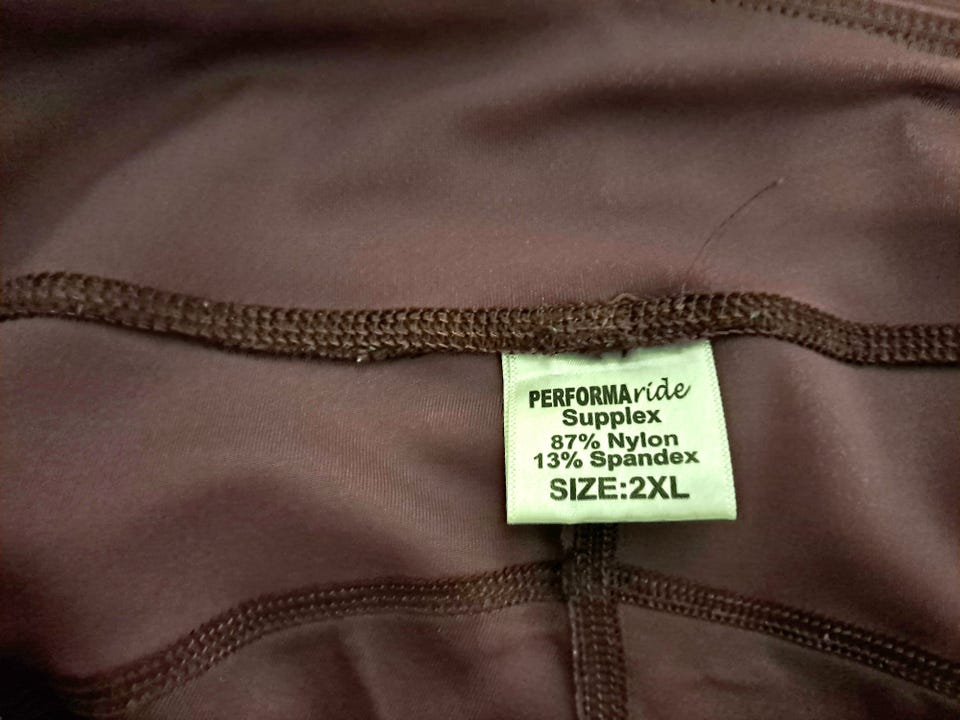 PERFORMAride
Supplex
87% Nylon
13% Spandex
SIZE:2XL